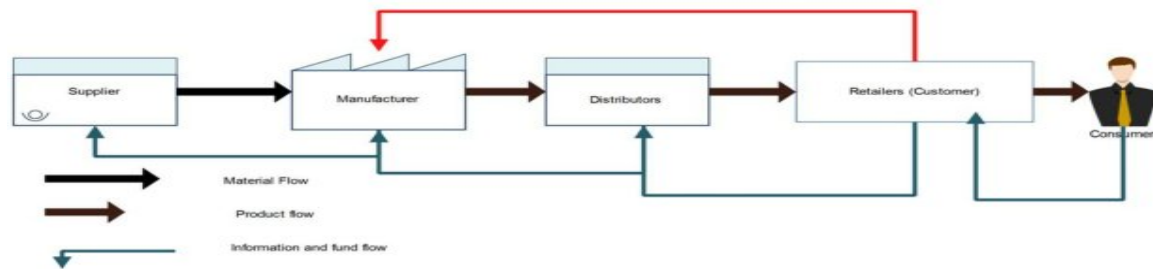 Supplier
Manufacturer
Distributors
Retailers (Customer)
Consumer
Material Flow
Product flow
Information and fund flow